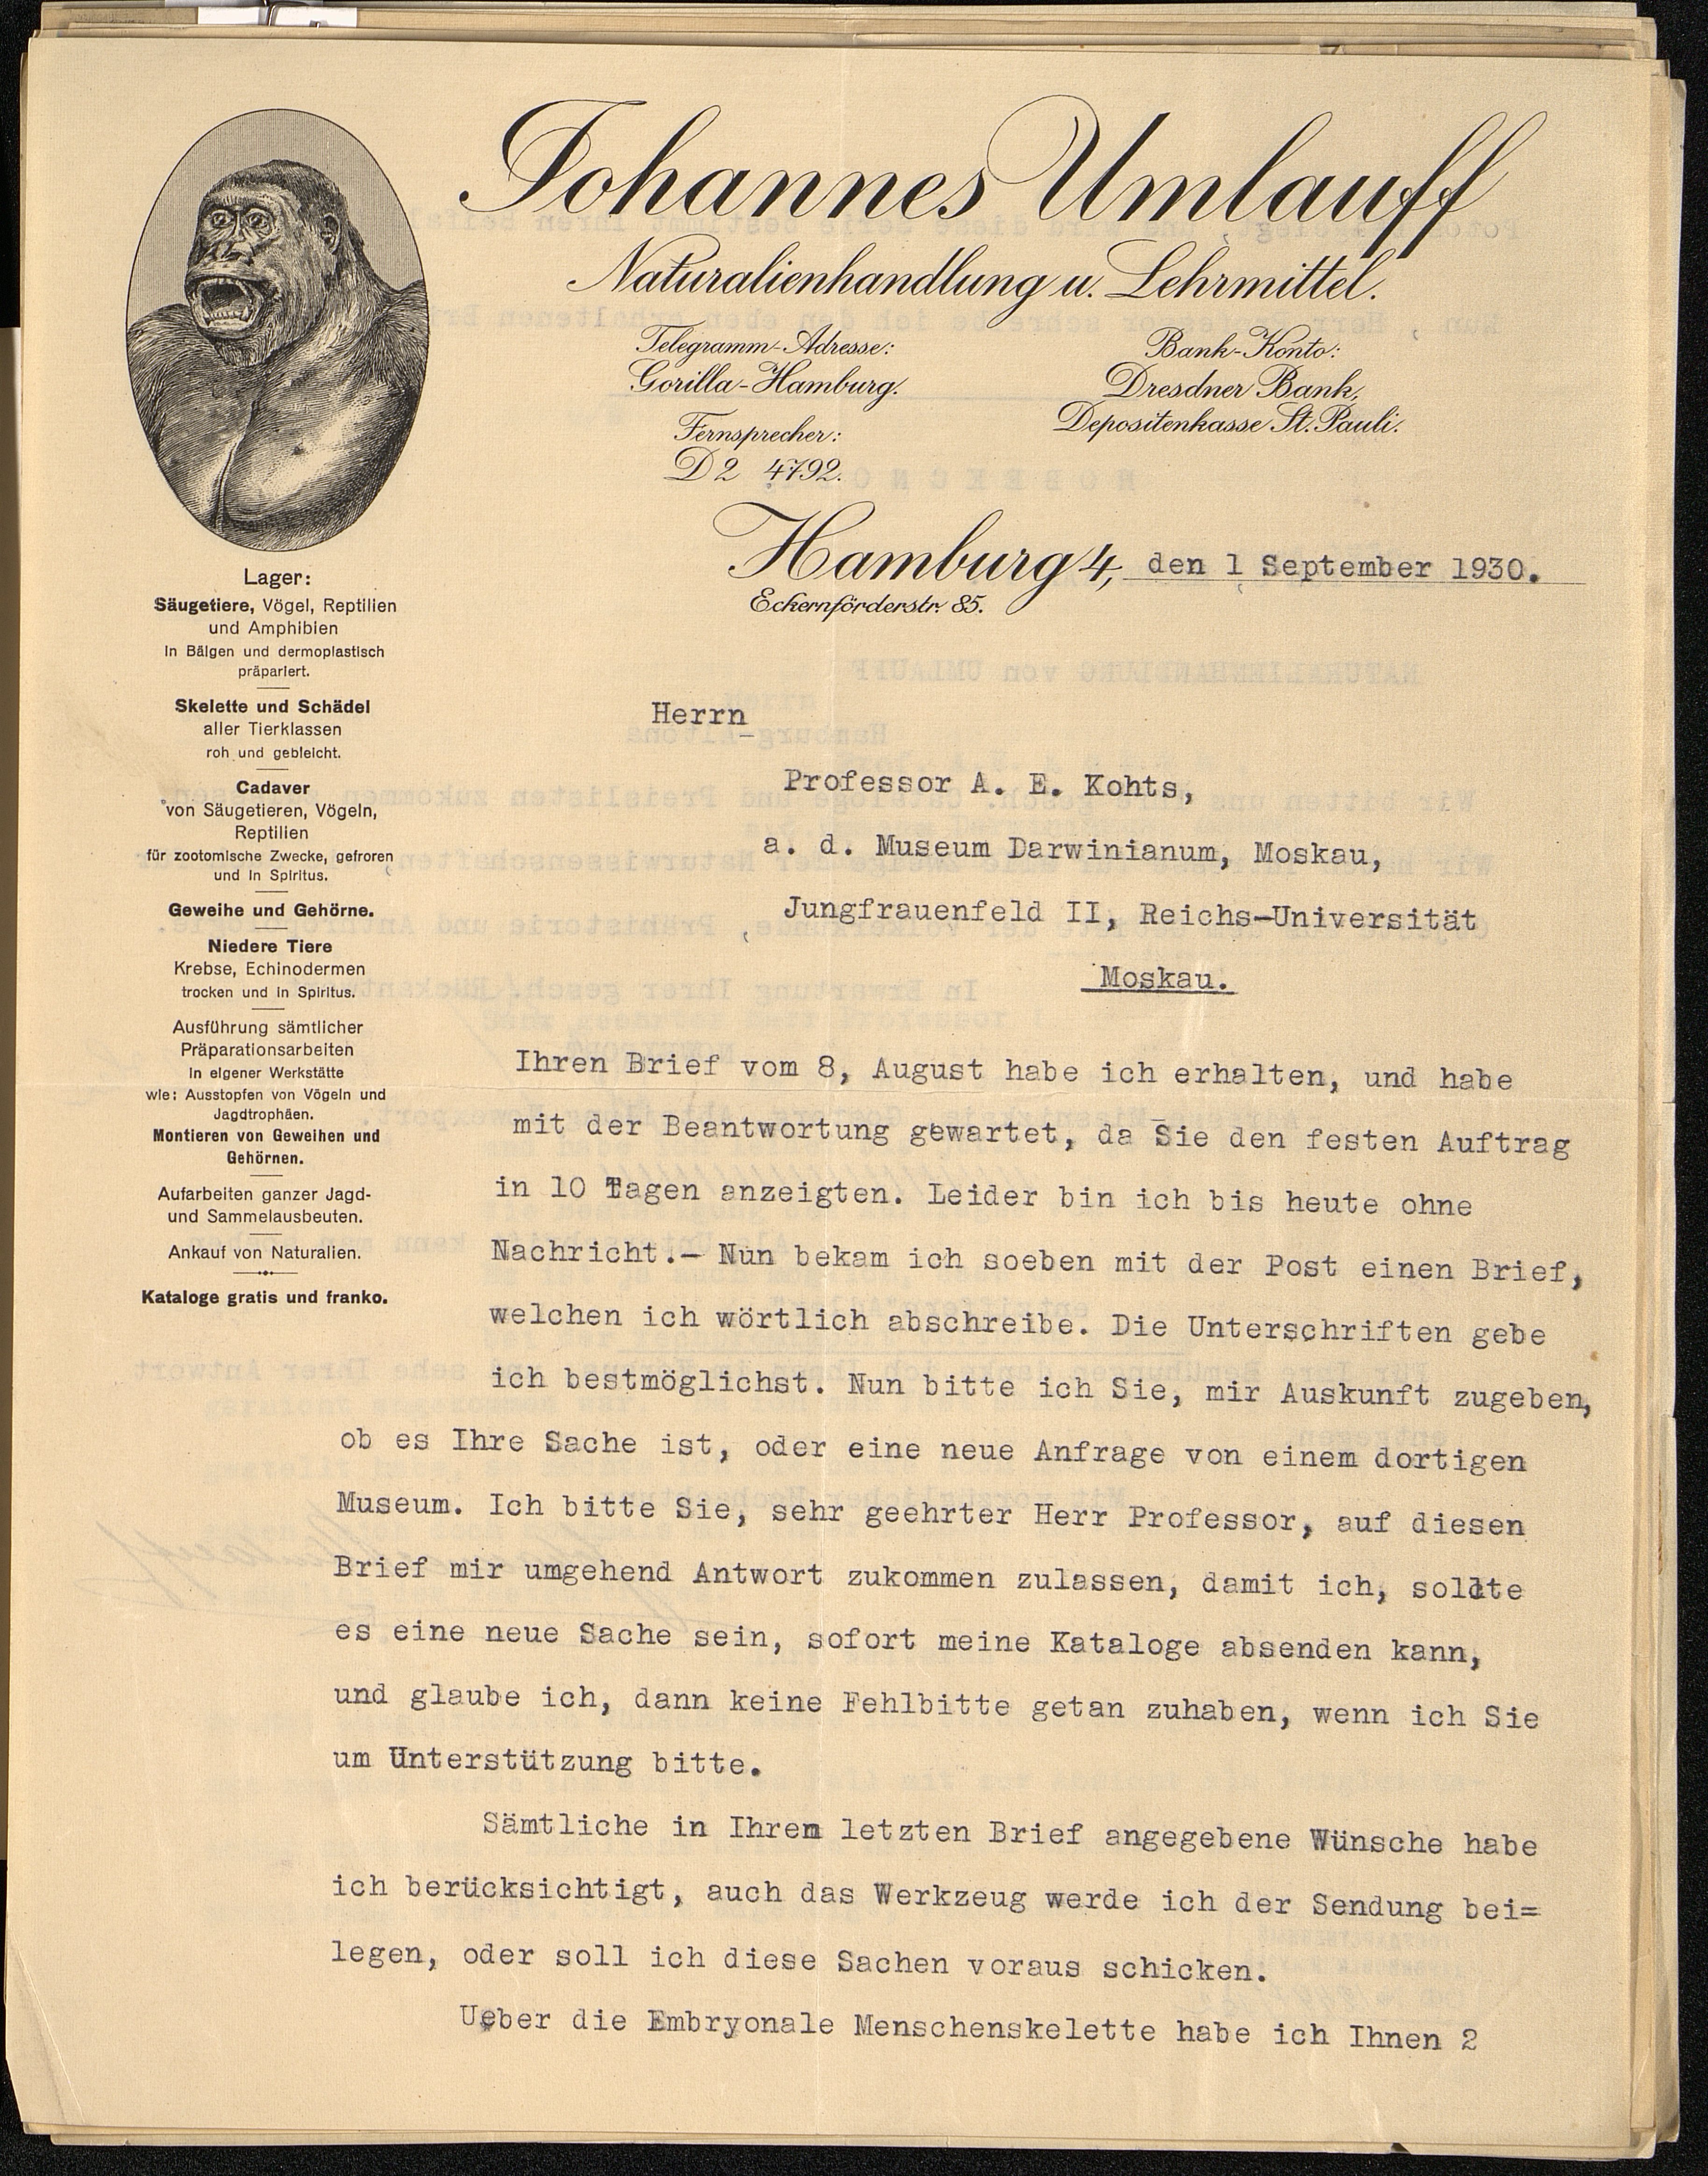 Johannes Umlauff
Naturalienhandlung u. Lehrmittel.
Telegramm-Adresse:
Gorilla-Hamburg.
Fernsprecher:
D2 4792.
Bank-Konto:
Dresdner Bank,
Depositenkasse St. Pauli.
Hamburg 4, den 1 September 1930.
Eckernförderstr. 85.
Lager:
Säugetiere, Vögel, Reptilien
und Amphibien
in Bälgen und dermoplastisch
präpariert.
Skelette und Schädel
aller Tierklassen
roh und gebleicht.
Cadaver
von Säugetieren, Vögeln,
Reptilien
für zootomische Zwecke, gefroren
und in Spiritus.
Geweihe und Gehörne.
Niedere Tiere
Krebse, Echinodermen
trocken und in Spiritus.
Ausführung sämtlicher
Präparationsarbeiten
in eigener Werkstätte
wie: Ausstopfen von Vögeln und
Jagdtrophäen.
Montieren von Geweihen und
Gehörnen.
Aufarbeiten ganzer Jagd-
und Sammelausbeuten.
Ankauf von Naturalien.
Kataloge gratis und franko.
Herrn
Professor A. E. Kohts,
a. d. Museum Darwinianum, Moskau,
Jungfrauenfeld II, Reichs-Universität
Moskau.
Ihren Brief vom 8, August habe ich erhalten, und habe
mit der Beantwortung gewartet, da Sie den festen Auftrag
in 10 Tagen anzeigten. Leider bin ich bis heute ohne
Nachricht.- Nun bekam ich soeben mit der Post einen Brief,
welchen ich wörtlich abschreibe. Die Unterschriften gebe
ich bestmöglichst. Nun bitte ich Sie, mir Auskunft zugeben,
ob es Ihre Sache ist, oder eine neue Anfrage von einem dortigen
Museum. Ich bitte Sie, sehr geehrter Herr Professor, auf diesen
Brief mir umgehend Antwort zukommen zulassen, damit ich, sollte
es eine neue Sache sein, sofort meine Kataloge absenden kann,
und glaube ich, dann keine Fehlbitte getan zuhaben, wenn ich Sie
um Unterstützung bitte.
Sämtliche in Ihrem letzten Brief angegebene Wünsche habe
ich berücksichtigt, auch das Werkzeug werde ich der Sendung bei=
legen, oder soll ich diese Sachen voraus schicken.
Ueber die Embryonale Menschenskelette habe ich Ihnen 2